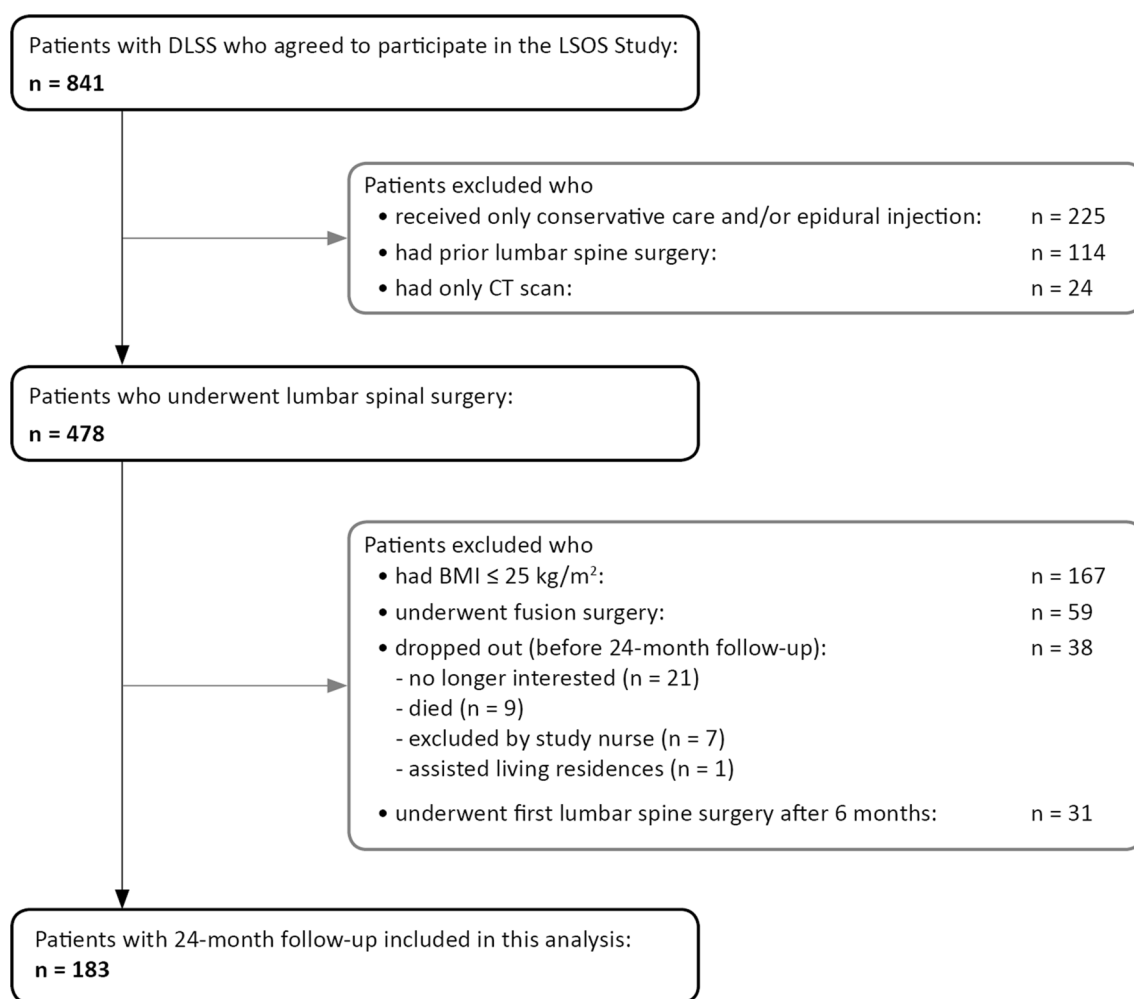 Patients with DLSS who agreed to participate in the LSOS Study:
n = 841
Patients excluded who
• received only conservative care and/or epidural injection: n = 225
• had prior lumbar spine surgery: n = 114
• had only CT scan: n = 24
Patients who underwent lumbar spinal surgery:
n = 478
Patients excluded who
• had BMI ≤ 25 kg/m²: n = 167
• underwent fusion surgery: n = 59
• dropped out (before 24-month follow-up): n = 38
- no longer interested (n = 21)
- died (n = 9)
- excluded by study nurse (n = 7)
- assisted living residences (n = 1)
• underwent first lumbar spine surgery after 6 months: n = 31
Patients with 24-month follow-up included in this analysis:
n = 183